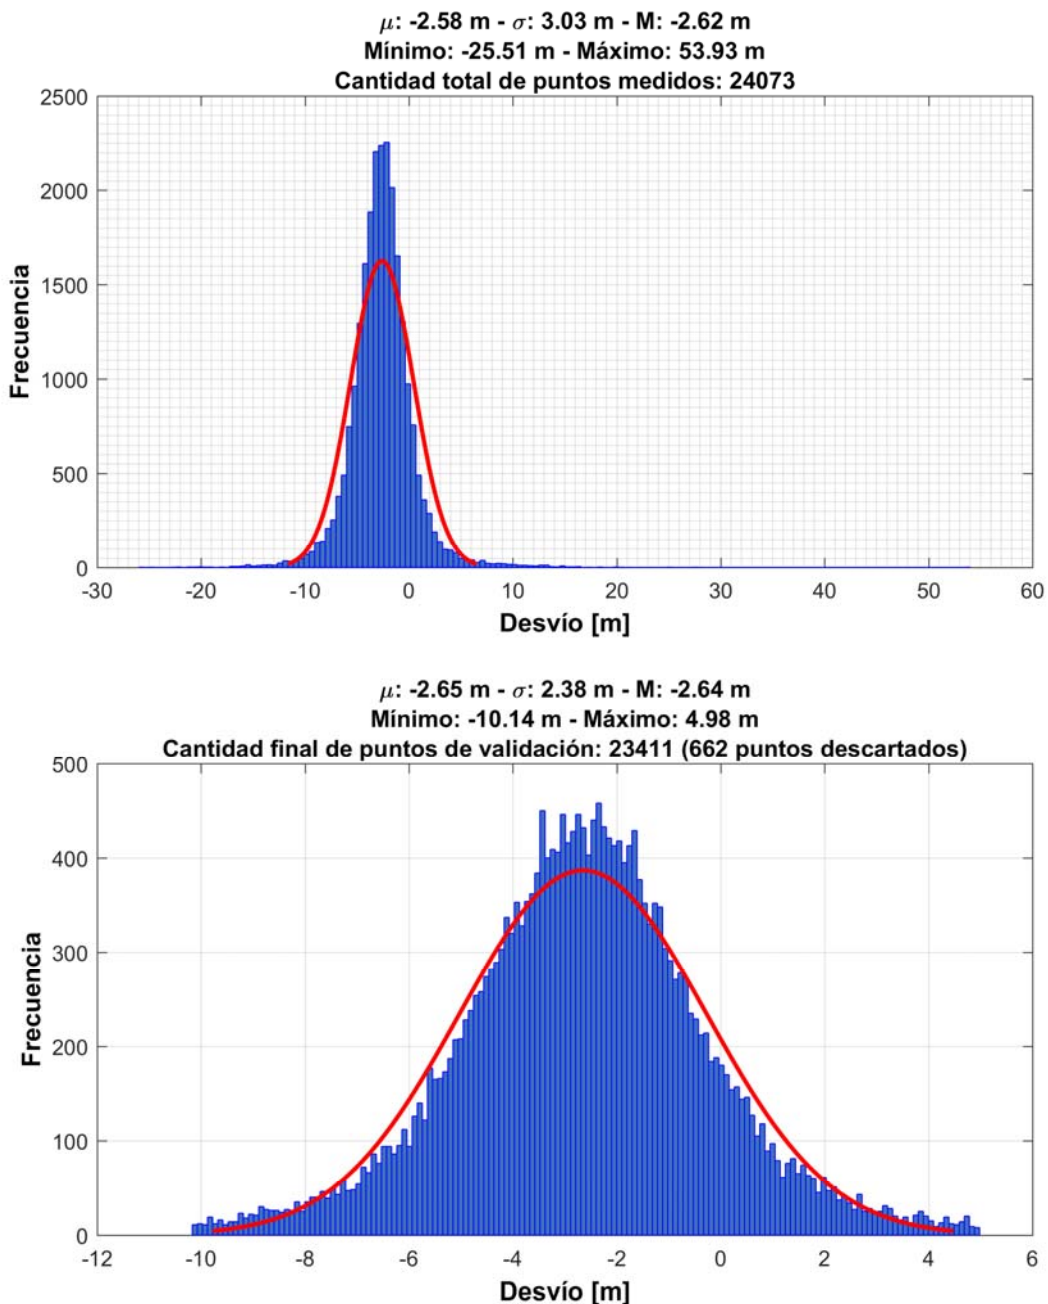 μ: -2.58 m - σ: 3.03 m - M: -2.62 m
Mínimo: -25.51 m - Máximo: 53.93 m
Cantidad total de puntos medidos: 24073
2500
2000
1500
1000
500
0
Frecuencia
-30 -20 -10 0 10 20 30 40 50 60
Desvío [m]
μ: -2.65 m - σ: 2.38 m - M: -2.64 m
Mínimo: -10.14 m - Máximo: 4.98 m
Cantidad final de puntos de validación: 23411 (662 puntos descartados)
500
400
300
200
100
0
Frecuencia
-12 -10 -8 -6 -4 -2 0 2 4 6
Desvío [m]